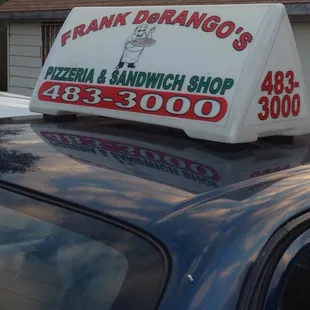 FRANK DeRANGO'S
PIZZERIA & SANDWICH SHOP
483-3000
483-
3000